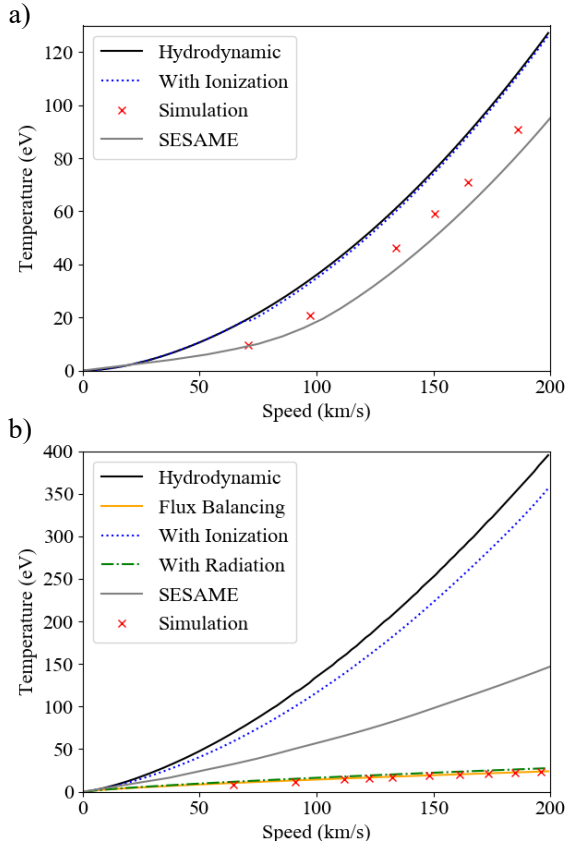 a)
Hydrodynamic
With Ionization
Simulation
SESAME
Temperature (eV)
120
100
80
60
40
20
0
0 50 100 150 200
Speed (km/s)
b)
Hydrodynamic
Flux Balancing
With Ionization
With Radiation
SESAME
Simulation
Temperature (eV)
400
350
300
250
200
150
100
50
0
0 50 100 150 200
Speed (km/s)